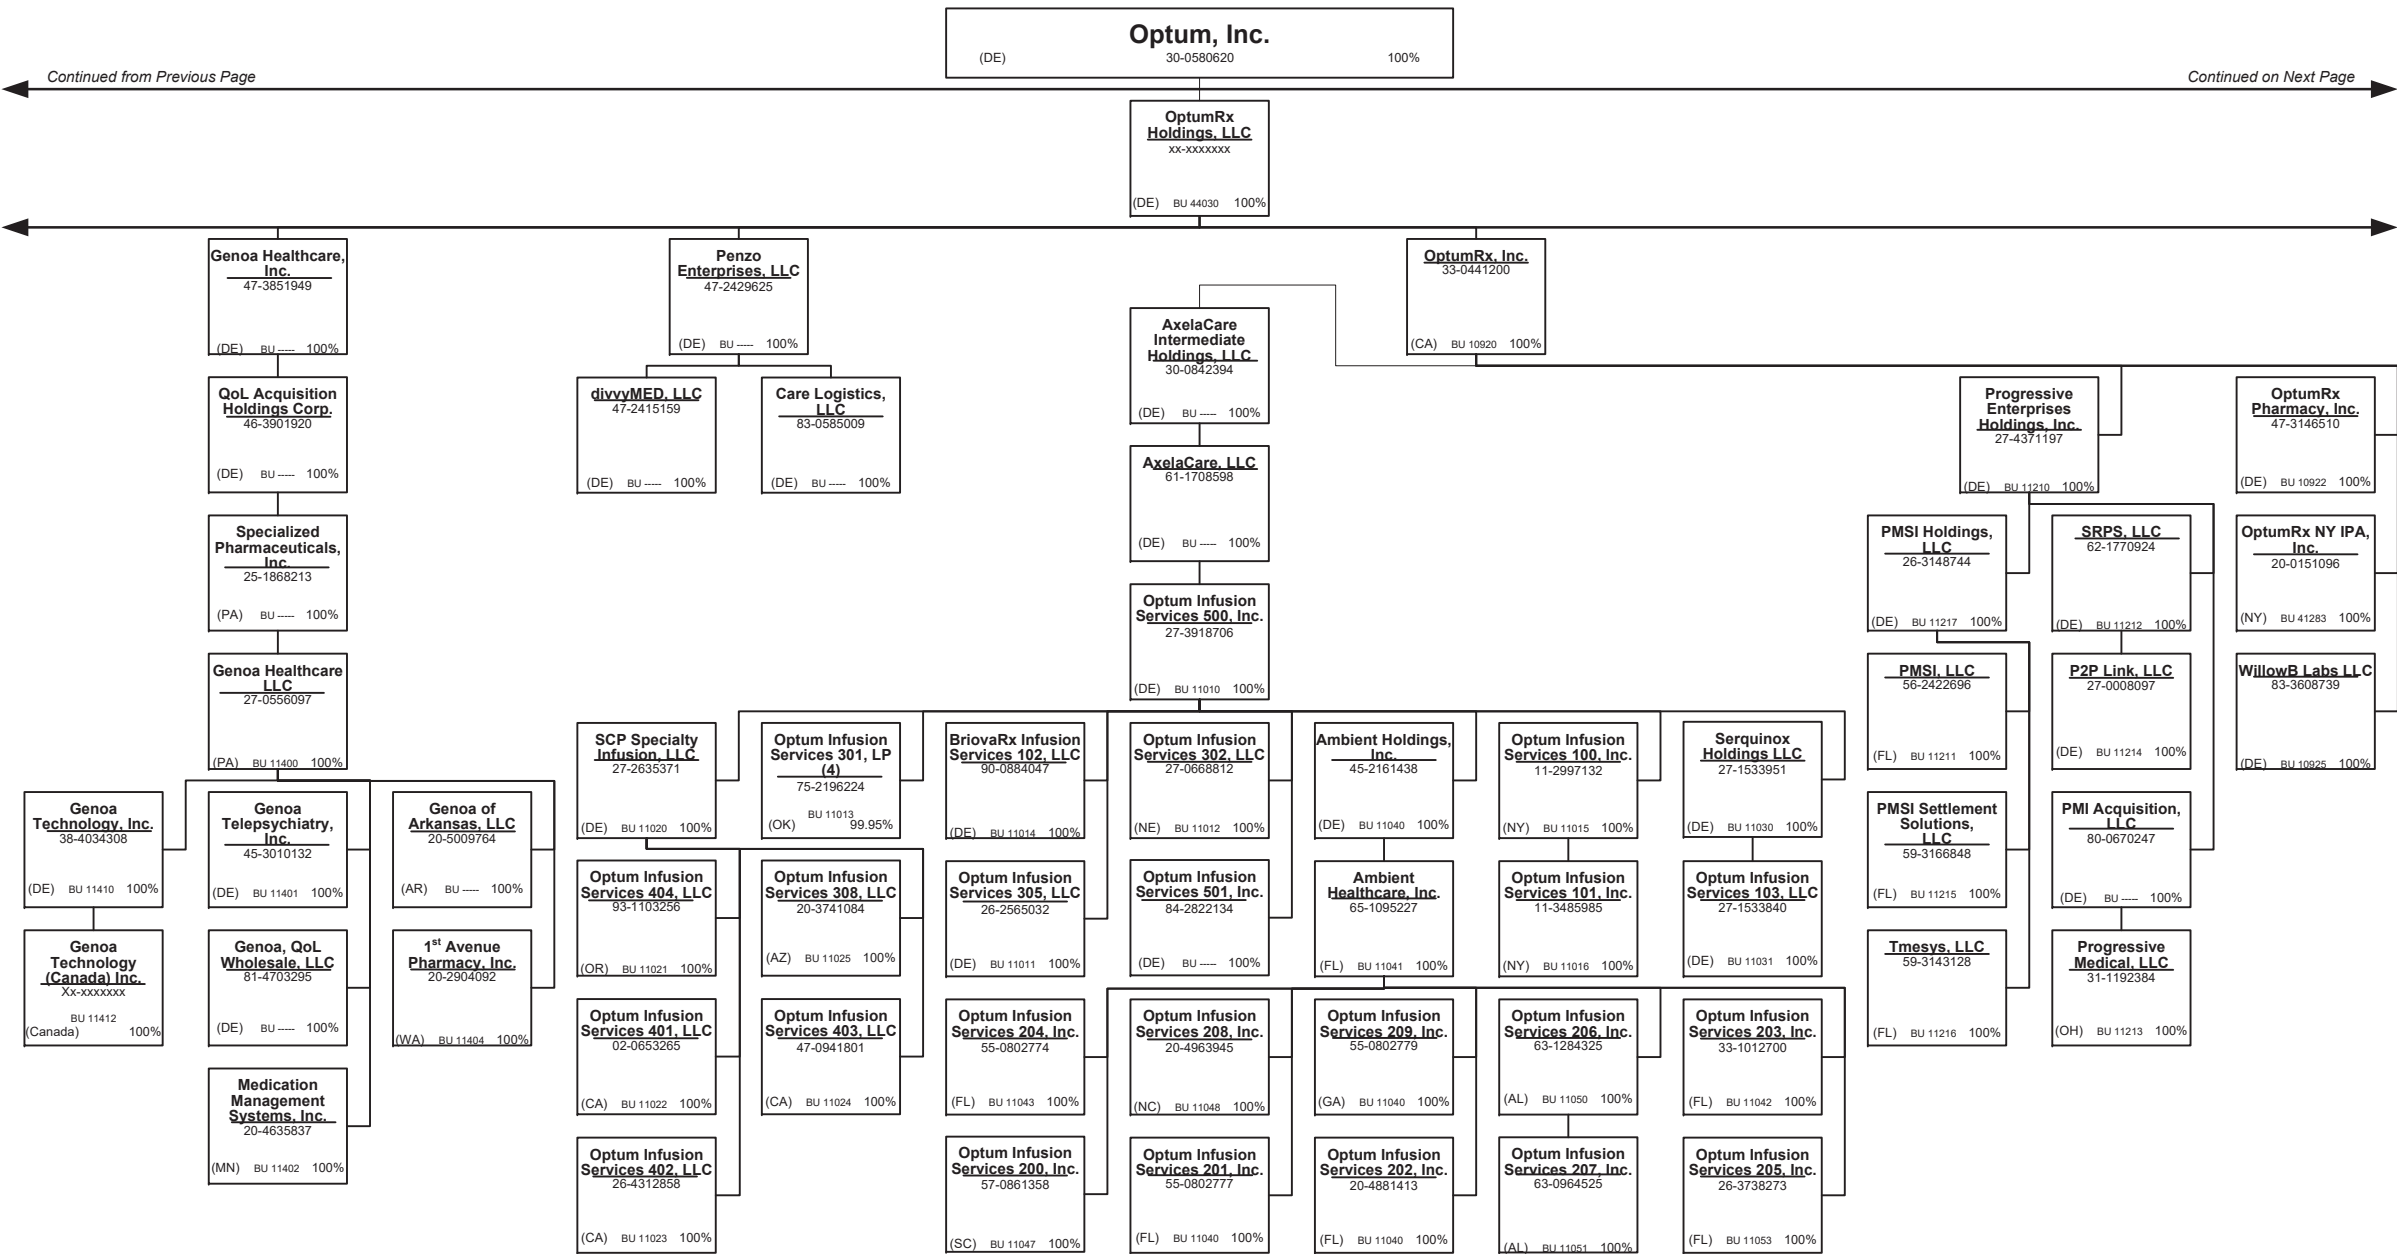 Optum, Inc.
30-0580620
(DE) 100%
Continued from Previous Page
Continued on Next Page
OptumRx
Holdings, LLC
xx-xxxxxxx
(DE) BU 44030 100%
Genoa Healthcare,
Inc.
47-3851949
(DE) BU ----- 100%
Penzo
Enterprises, LLC
47-2429625
(DE) BU ----- 100%
OptumRx, Inc.
33-0441200
(CA) BU 10920 100%
AxelaCare
Intermediate
Holdings, LLC
30-0842394
(DE) BU ----- 100%
QoL Acquisition
Holdings Corp.
46-3901920
(DE) BU ----- 100%
divvyMED, LLC
47-2415159
(DE) BU ----- 100%
Care Logistics,
LLC
83-0585009
(DE) BU ----- 100%
Progressive
Enterprises
Holdings, Inc.
27-4371197
(DE) BU 11210 100%
OptumRx
Pharmacy, Inc.
47-3146510
(DE) BU 10922 100%
AxelaCare, LLC
61-1708598
(DE) BU ----- 100%
Specialized
Pharmaceuticals,
Inc.
25-1868213
(PA) BU ----- 100%
PMSI Holdings,
LLC
26-3148744
(DE) BU 11217 100%
SRPS, LLC
62-1770924
(DE) BU 11212 100%
OptumRx NY IPA,
Inc.
20-0151096
(NY) BU 41283 100%
Optum Infusion
Services 500, Inc.
27-3918706
(DE) BU 11010 100%
Genoa Healthcare
LLC
27-0556097
(PA) BU 11400 100%
PMSI, LLC
56-2422696
(FL) BU 11211 100%
P2P Link, LLC
27-0008097
(DE) BU 11214 100%
WillowB Labs LLC
83-3608739
(DE) BU 10925 100%
SCP Specialty
Infusion, LLC
27-2635371
(DE) BU 11020 100%
Optum Infusion
Services 301, LP
(4)
75-2196224
BU 11013
(OK) 99.95%
BriovaRx Infusion
Services 102, LLC
90-0884047
(DE) BU 11014 100%
Optum Infusion
Services 302, LLC
27-0668812
(NE) BU 11012 100%
Ambient Holdings,
Inc.
45-2161438
(DE) BU 11040 100%
Optum Infusion
Services 100, Inc.
11-2997132
(NY) BU 11015 100%
Serquinox
Holdings LLC
27-1533951
(DE) BU 11030 100%
Genoa
Technology, Inc.
38-4034308
(DE) BU 11410 100%
Genoa
Telepsychiatry,
Inc.
45-3010132
(DE) BU 11401 100%
Genoa of
Arkansas, LLC
20-5009764
(AR) BU ----- 100%
PMSI Settlement
Solutions,
LLC
59-3166848
(FL) BU 11215 100%
PMI Acquisition,
LLC
80-0670247
(DE) BU ----- 100%
Optum Infusion
Services 404, LLC
93-1103256
(OR) BU 11021 100%
Optum Infusion
Services 308, LLC
20-3741084
(AZ) BU 11025 100%
Optum Infusion
Services 305, LLC
26-2565032
(DE) BU 11011 100%
Optum Infusion
Services 501, Inc.
84-2822134
(DE) BU ----- 100%
Ambient
Healthcare, Inc.
65-1095227
(FL) BU 11041 100%
Optum Infusion
Services 101, Inc.
11-3485985
(NY) BU 11016 100%
Optum Infusion
Services 103, LLC
27-1533840
(DE) BU 11031 100%
Genoa
Technology
(Canada) Inc.
Xx-xxxxxxx
BU 11412
(Canada) 100%
Genoa, QoL
Wholesale, LLC
81-4703295
(DE) BU ----- 100%
1st Avenue
Pharmacy, Inc.
20-2904092
(WA) BU 11404 100%
Tmesys, LLC
59-3143128
(FL) BU 11216 100%
Progressive
Medical, LLC
31-1192384
(OH) BU 11213 100%
Optum Infusion
Services 401, LLC
02-0653265
(CA) BU 11022 100%
Optum Infusion
Services 403, LLC
47-0941801
(CA) BU 11024 100%
Optum Infusion
Services 204, Inc.
55-0802774
(FL) BU 11043 100%
Optum Infusion
Services 208, Inc.
20-4963945
(NC) BU 11048 100%
Optum Infusion
Services 209, Inc.
55-0802779
(GA) BU 11040 100%
Optum Infusion
Services 206, Inc.
63-1284325
(AL) BU 11050 100%
Optum Infusion
Services 203, Inc.
33-1012700
(FL) BU 11042 100%
Medication
Management
Systems, Inc.
20-4635837
(MN) BU 11402 100%
Optum Infusion
Services 402, LLC
26-4312858
(CA) BU 11023 100%
Optum Infusion
Services 200, Inc.
57-0861358
(SC) BU 11047 100%
Optum Infusion
Services 201, Inc.
55-0802777
(FL) BU 11040 100%
Optum Infusion
Services 202, Inc.
20-4881413
(FL) BU 11040 100%
Optum Infusion
Services 207, Inc.
63-0964525
(AL) BU 11051 100%
Optum Infusion
Services 205, Inc.
26-3738273
(FL) BU 11053 100%